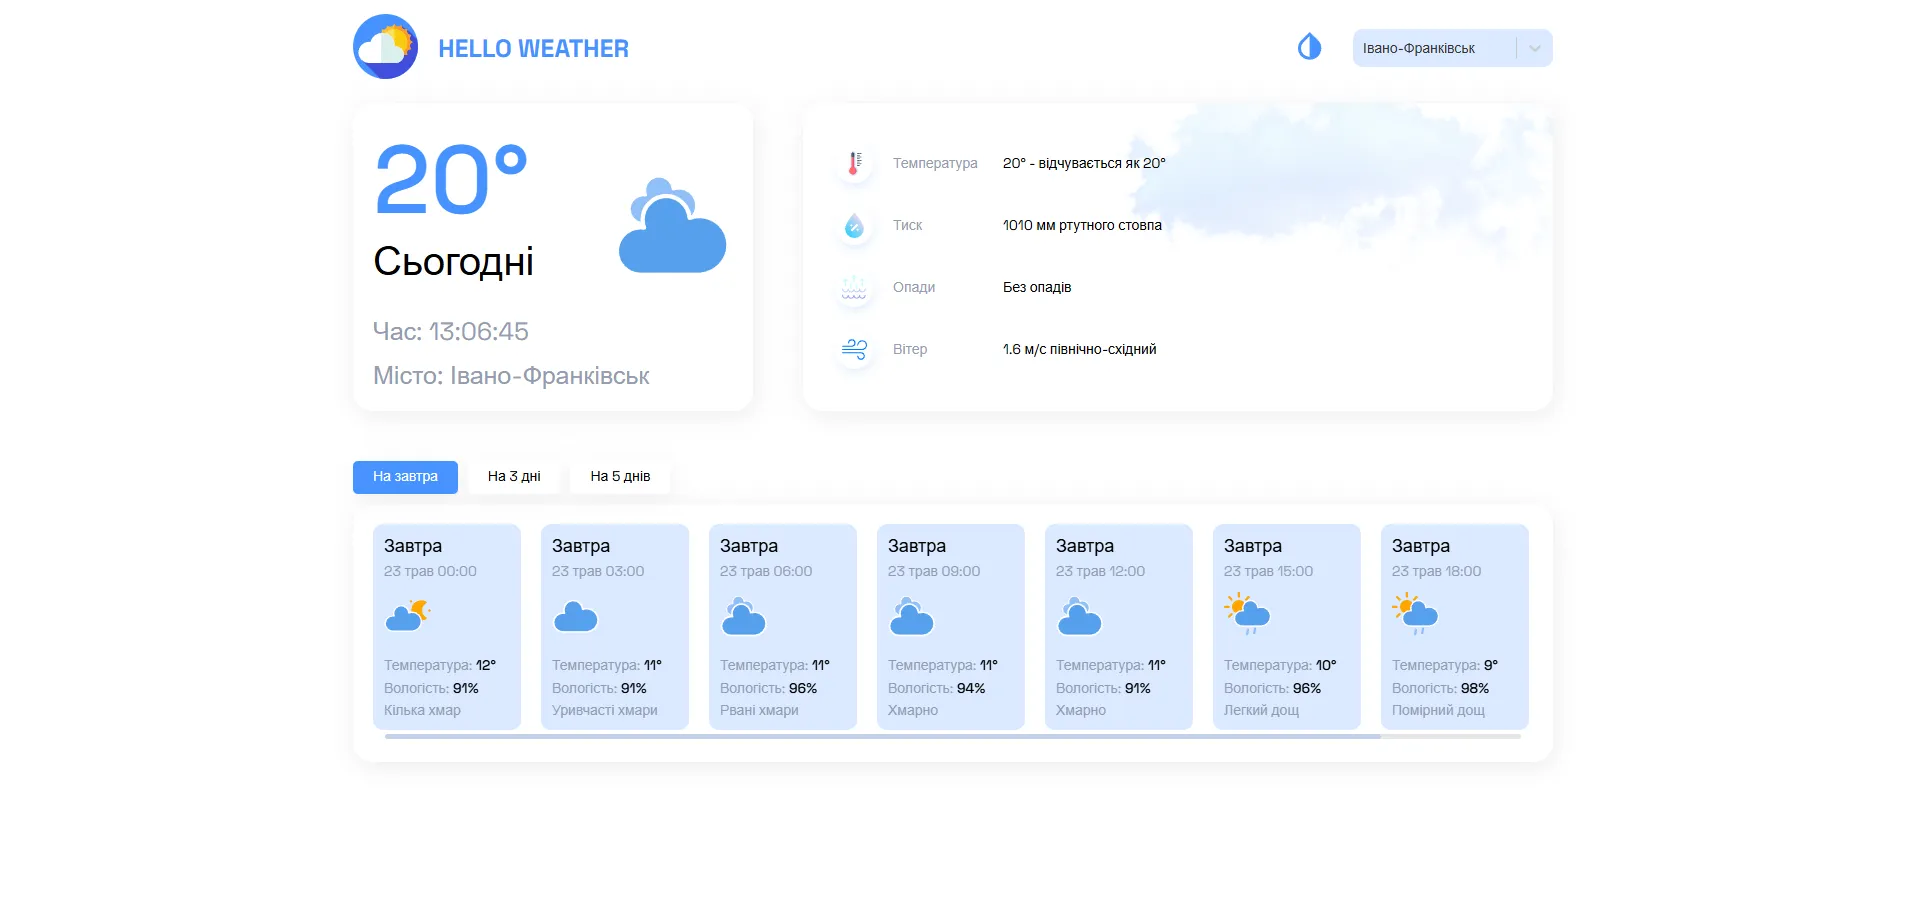 HELLO WEATHER
Івано-Франківськ
20°
Сьогодні
Час: 13:06:45
Місто: Івано-Франківськ
Температура 20° - відчувається як 20°
Тиск 1010 мм ртутного стовпа
Опади Без опадів
Вітер 1.6 м/с північно-східний
На завтра На 3 дні На 5 днів
Завтра
23 трав 00:00
Температура: 12°
Вологість: 91%
Кілька хмар
Завтра
23 трав 03:00
Температура: 11°
Вологість: 91%
Уривчасті хмари
Завтра
23 трав 06:00
Температура: 11°
Вологість: 96%
Рвані хмари
Завтра
23 трав 09:00
Температура: 11°
Вологість: 94%
Хмарно
Завтра
23 трав 12:00
Температура: 11°
Вологість: 91%
Хмарно
Завтра
23 трав 15:00
Температура: 10°
Вологість: 96%
Легкий дощ
Завтра
23 трав 18:00
Температура: 9°
Вологість: 98%
Помірний дощ